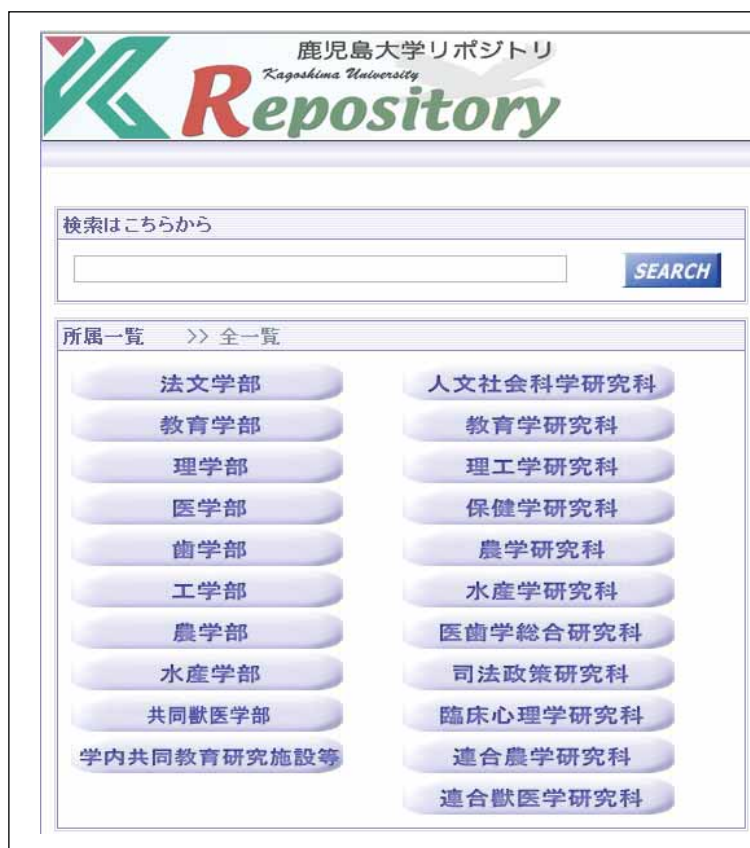 鹿児島大学リポジトリ
Kagoshima University
Repository
検索はこちらから
SEARCH
所属一覧 >> 全一覧
法文学部
教育学部
理学部
医学部
歯学部
工学部
農学部
水産学部
共同獣医学部
学内共同教育研究施設等
人文社会科学研究科
教育学研究科
理工学研究科
保健学研究科
農学研究科
水産学研究科
医歯学総合研究科
司法政策研究科
臨床心理学研究科
連合農学研究科
連合獣医学研究科